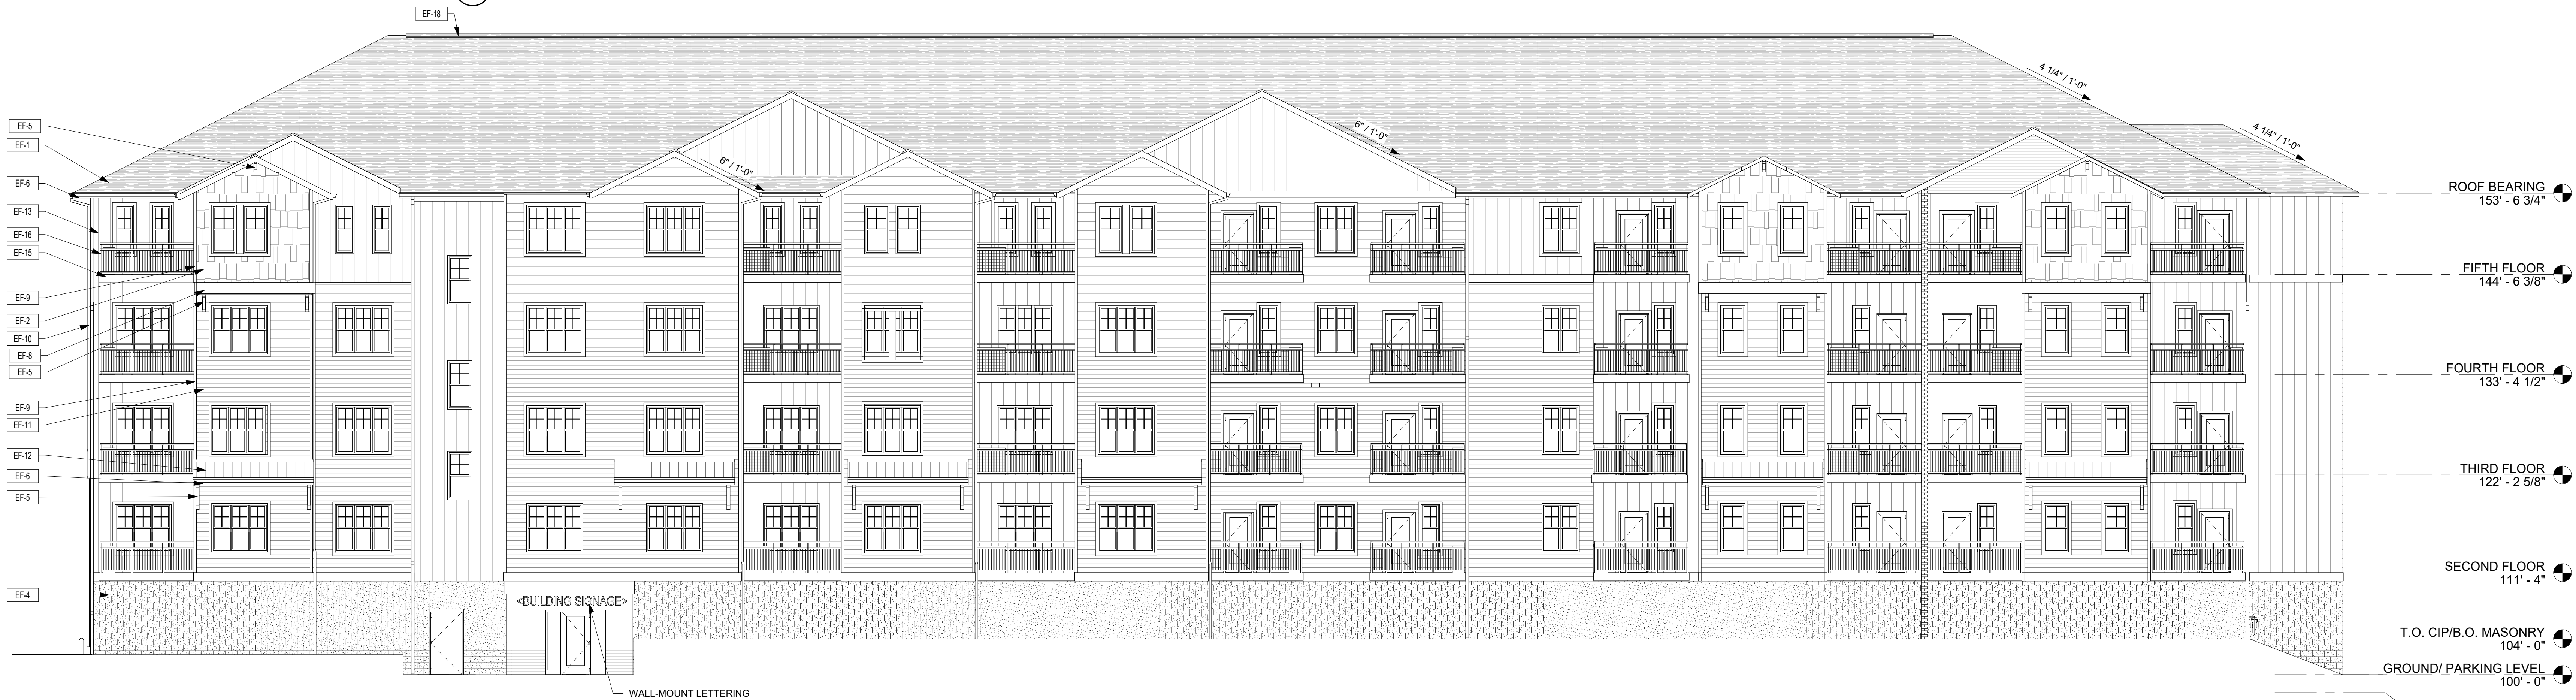 EF-18
4 1/4" / 1'-0"
6" / 1'-0"
4 1/4" / 1'-0"
6" / 1'-0"
EF-5
EF-1
EF-6
EF-13
EF-16
EF-15
EF-9
EF-2
EF-10
EF-8
EF-5
EF-9
EF-11
EF-12
EF-6
EF-5
EF-4
ROOF BEARING
153' - 6 3/4"
FIFTH FLOOR
144' - 6 3/8"
FOURTH FLOOR
133' - 4 1/2"
THIRD FLOOR
122' - 2 5/8"
SECOND FLOOR
111' - 4"
<BUILDING SIGNAGE>
T.O. CIP/B.O. MASONRY
104' - 0"
GROUND/ PARKING LEVEL
100' - 0"
WALL-MOUNT LETTERING